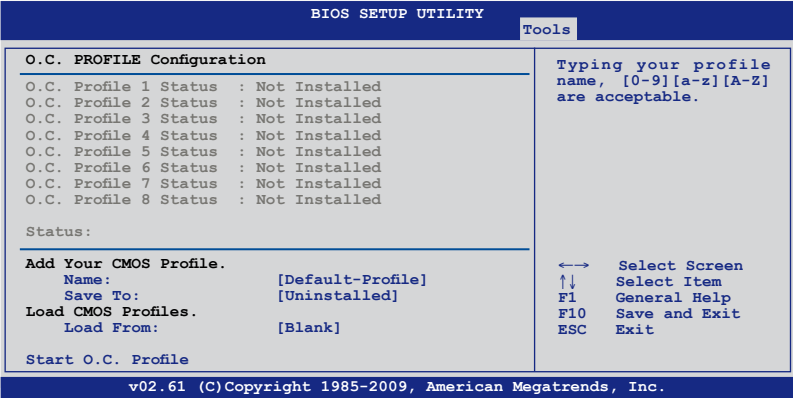 BIOS SETUP UTILITY
Tools
O.C. PROFILE Configuration
O.C. Profile 1 Status : Not Installed
O.C. Profile 2 Status : Not Installed
O.C. Profile 3 Status : Not Installed
O.C. Profile 4 Status : Not Installed
O.C. Profile 5 Status : Not Installed
O.C. Profile 6 Status : Not Installed
O.C. Profile 7 Status : Not Installed
O.C. Profile 8 Status : Not Installed
Status:
Add Your CMOS Profile.
Name: [Default-Profile]
Save To: [Uninstalled]
Load CMOS Profiles.
Load From: [Blank]
Start O.C. Profile
Typing your profile
name, [0-9][a-z][A-Z]
are acceptable.
←→ Select Screen
↑↓ Select Item
F1 General Help
F10 Save and Exit
ESC Exit
v02.61 (C)Copyright 1985-2009, American Megatrends, Inc.